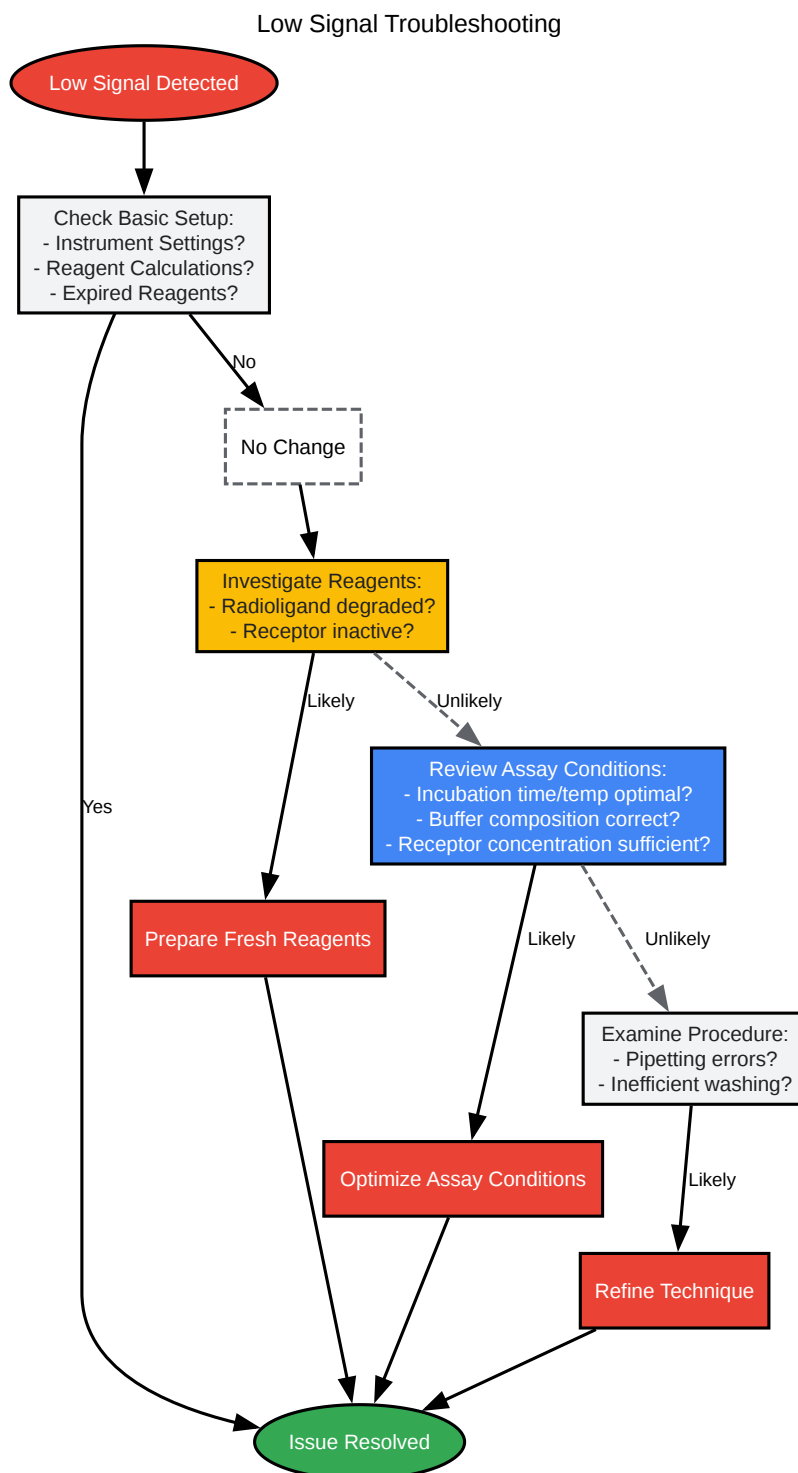 Low Signal Troubleshooting
Low Signal Detected
Check Basic Setup:
- Instrument Settings?
- Reagent Calculations?
- Expired Reagents?
No
No Change
Investigate Reagents:
- Radioligand degraded?
- Receptor inactive?
Likely
Unlikely
Review Assay Conditions:
- Incubation time/temp optimal?
- Buffer composition correct?
- Receptor concentration sufficient?
Yes
Prepare Fresh Reagents
Likely
Unlikely
Examine Procedure:
- Pipetting errors?
- Inefficient washing?
Optimize Assay Conditions
Likely
Refine Technique
Issue Resolved